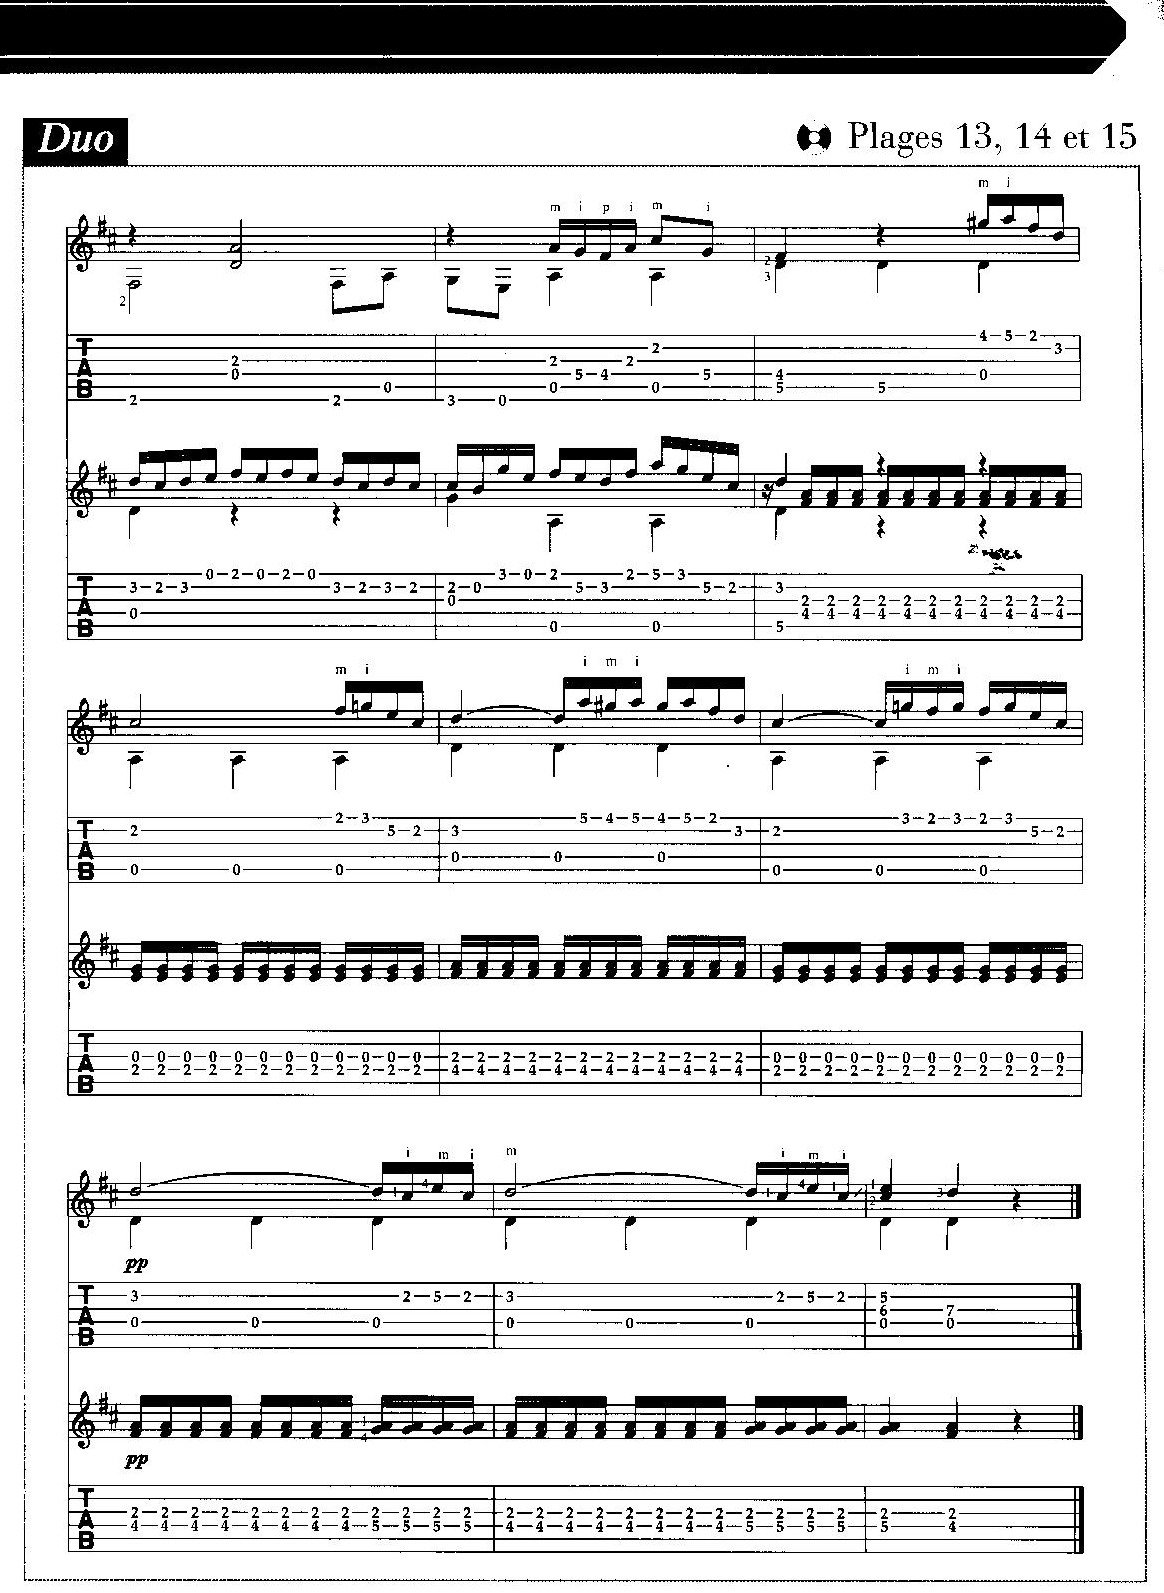 Duo
Plages 13, 14 et 15
m i
m i p i m i
2
2
3
T A B
2 2 0 2 0 3 0 2 0 5 4 2 2 0 5 4 5 5 4 5 2 3 0
T A B
3 2 3 0 2 0 2 0 3 2 3 2 0 2 0 3 0 2 5 3 2 5 3 5 2 0 0 0 3 5 2 2 2 2 2 2 2 2 2 2 2
4 4 4 4 4 4 4 4 4 4 4
m i
i m i
i m i
T A B
2 0 0 0 2 3 5 2 3 0 0 5 4 5 4 5 2 3 0 2 0 0 3 2 3 2 3 5 2 0
T A B
0 0 0 0 0 0 0 0 0 0 0 0 2 2 2 2 2 2 2 2 2 2 2 2 0 0 0 0 0 0 0 0 0 0 0 0
2 2 2 2 2 2 2 2 2 2 2 2 4 4 4 4 4 4 4 4 4 4 4 4 2 2 2 2 2 2 2 2 2 2 2 2
i m i m i m i
1 4 1 4 1 1 2 3
pp
T A B
3 2 5 2 3 2 5 2 5
6 7
0 0 0 0 0 0 0 0
1
4
pp
T A B
2 2 2 2 2 2 2 2 2 2 2 2 2 2 2 2 2 2 2 2 2 2 2 2 2 2
4 4 4 4 4 4 4 4 5 5 5 5 4 4 4 4 4 4 4 4 5 5 5 5 5 4